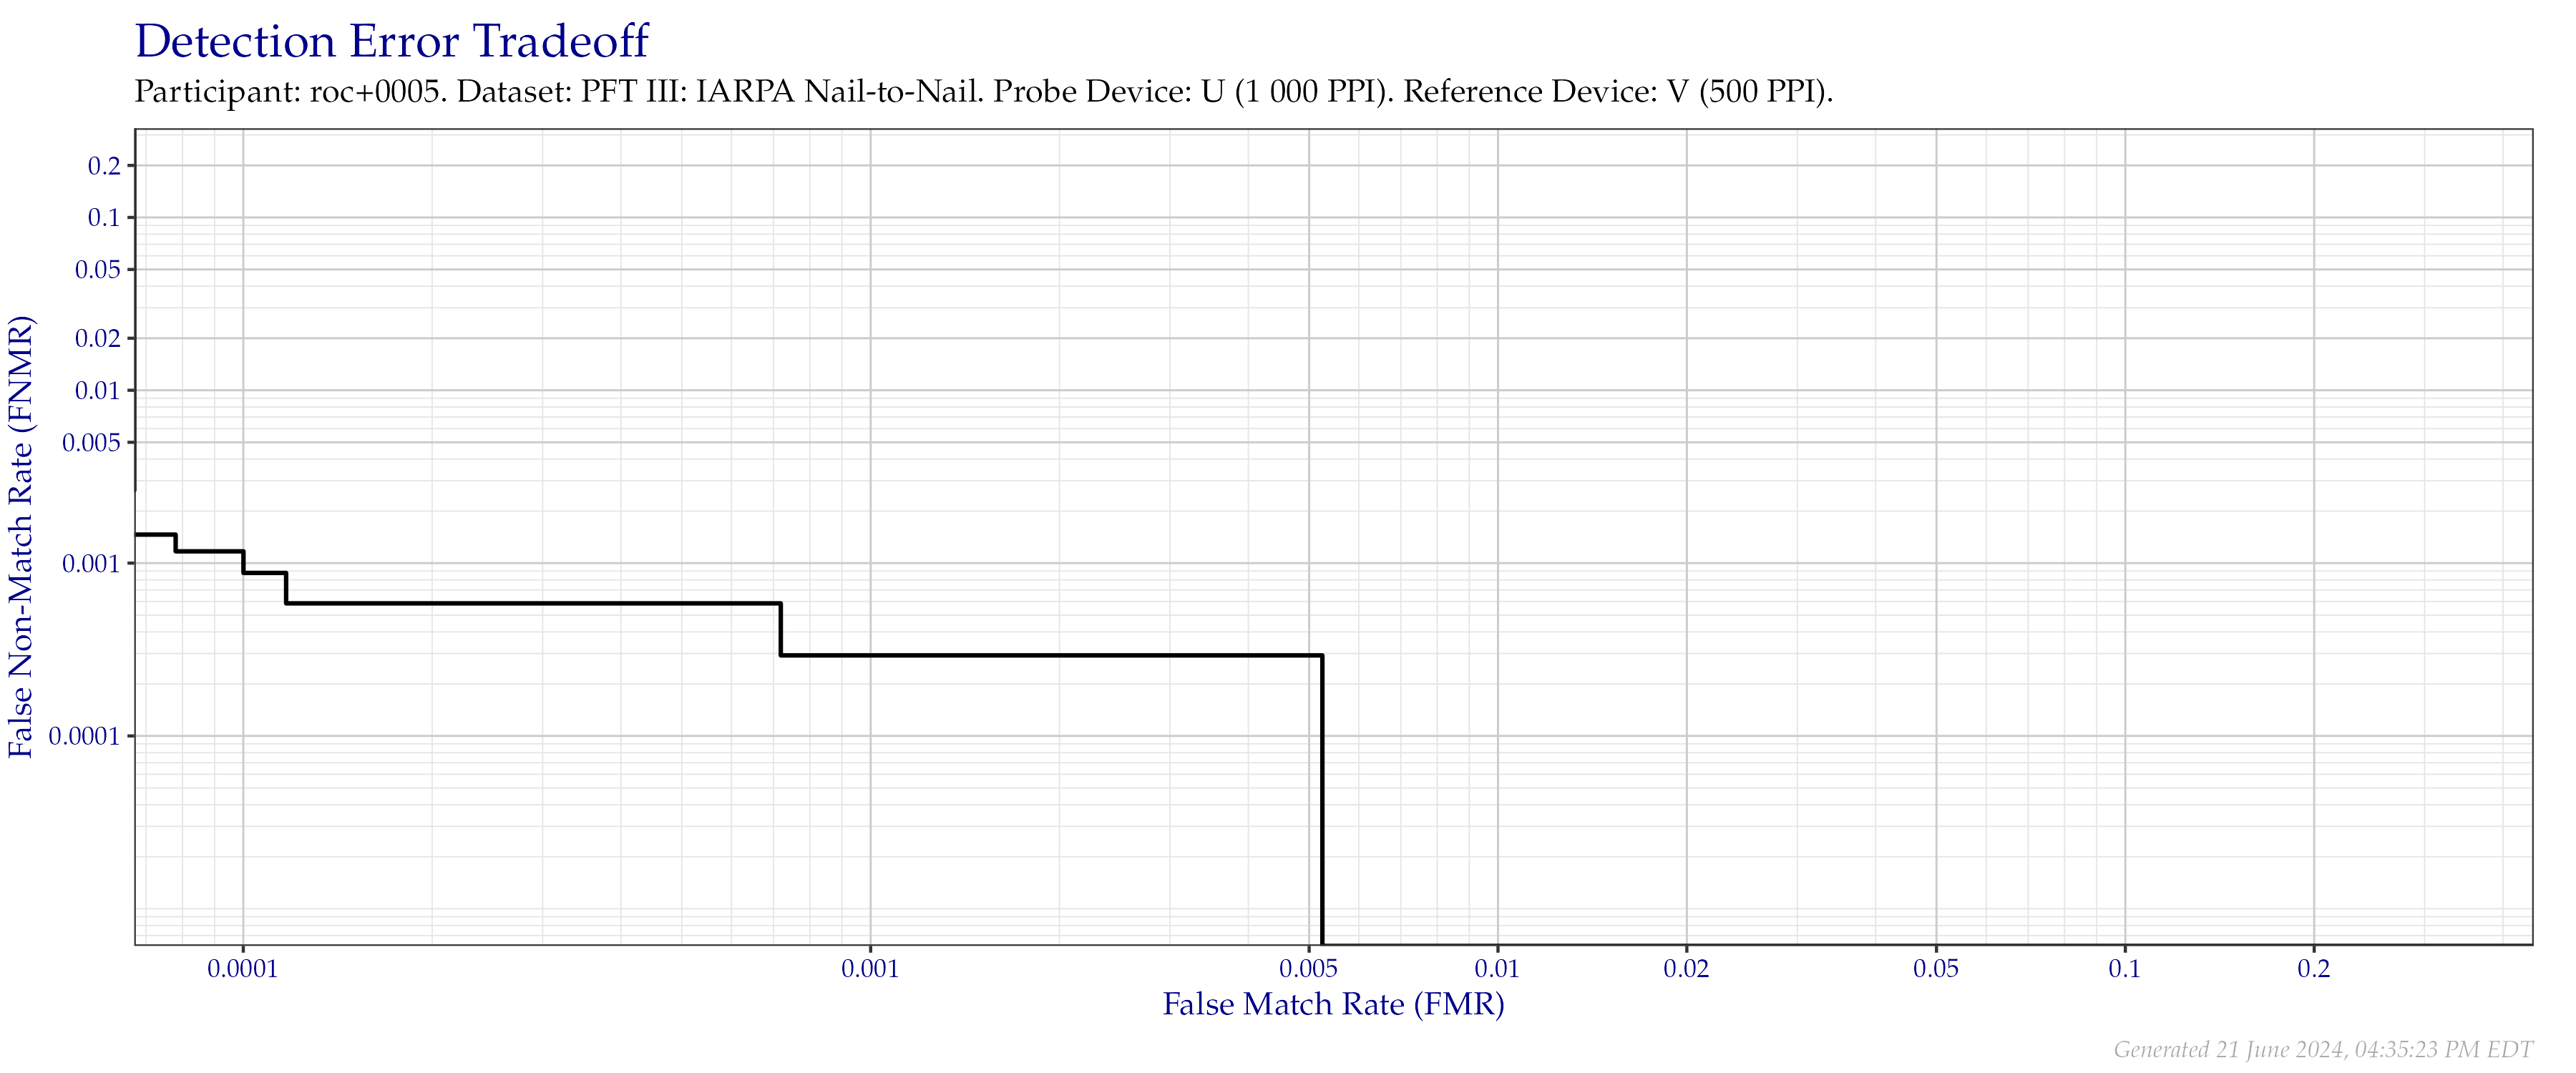 Detection Error Tradeoff
Participant: roc+0005. Dataset: PFT III: IARPA Nail-to-Nail. Probe Device: U (1 000 PPI). Reference Device: V (500 PPI).
False Non-Match Rate (FNMR)
0.2
0.1
0.05
0.02
0.01
0.005
0.001
0.0001
0.0001 0.001 0.005 0.01 0.02 0.05 0.1 0.2
False Match Rate (FMR)
Generated 21 June 2024, 04:35:23 PM EDT